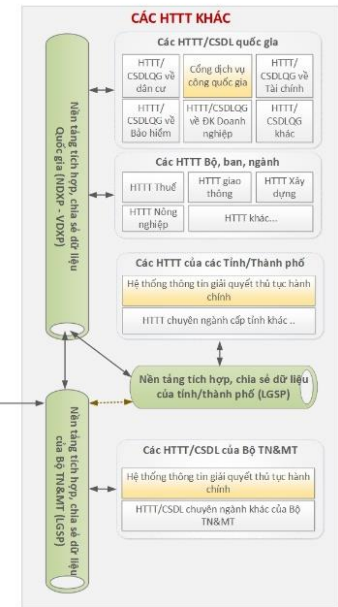 CÁC HTTT KHÁC
Các HTTT/CSDL quốc gia
HTTT/
CSDLQG về
dân cư
Cổng dịch vụ
công quốc gia
HTTT/
CSDLQG về
Tài chính
HTTT/
CSDLQG về
Bảo hiểm
HTTT/CSDLQG
về ĐK Doanh
nghiệp
HTTT/
CSDLQG
khác
Nền tảng tích hợp, chia sẻ dữ liệu
Quốc gia (NDXP - VDXP)
Các HTTT Bộ, ban, ngành
HTTT Thuế
HTTT giao
thông
HTTT Xây
dựng
HTTT Nông
nghiệp
HTTT khác...
Các HTTT của các Tỉnh/Thành phố
Hệ thống thông tin giải quyết thủ tục hành
chính
HTTT chuyên ngành cấp tỉnh khác ..
Nền tảng tích hợp, chia sẻ dữ liệu
của tỉnh/thành phố (LGSP)
Nền tảng tích hợp, chia sẻ dữ liệu
của Bộ TN&MT (LGSP)
Các HTTT/CSDL của Bộ TN&MT
Hệ thống thông tin giải quyết thủ tục hành
chính
HTTT/CSDL chuyên ngành khác của Bộ
TN&MT